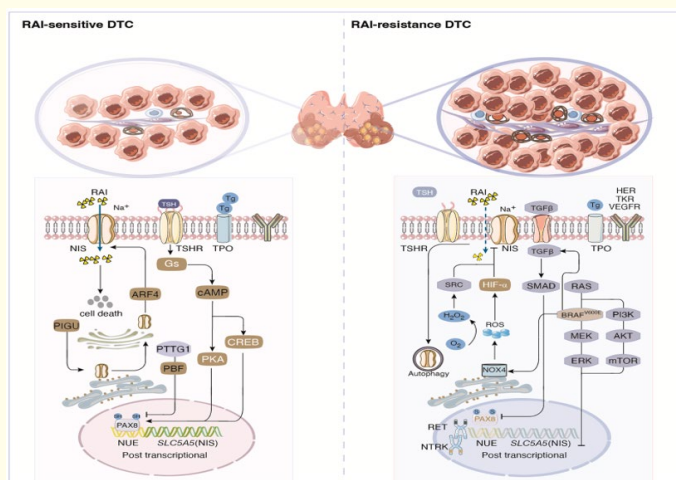 RAI-sensitive DTC
RAI-resistance DTC
RAI
Na⁺
TSH
Tg
Tg
NIS
TSHR
TPO
Gs
cAMP
ARF4
cell death
PIGU
PTTG1
PBF
CREB
PKA
PAX8
NUE
SLC5A5(NIS)
Post transcriptional
TSH
RAI
Na⁺
TGFβ
Tg
HER
TKR
VEGFR
TSHR
NIS
TGFβ
TPO
SRC
HIF-α
SMAD
RAS
H₂O₂
ROS
BRAF
PI3K
O₂
MEK
AKT
Autophagy
NOX4
ERK
mTOR
RET
PAX8
NTRK
NUE
SLC5A5(NIS)
Post transcriptional